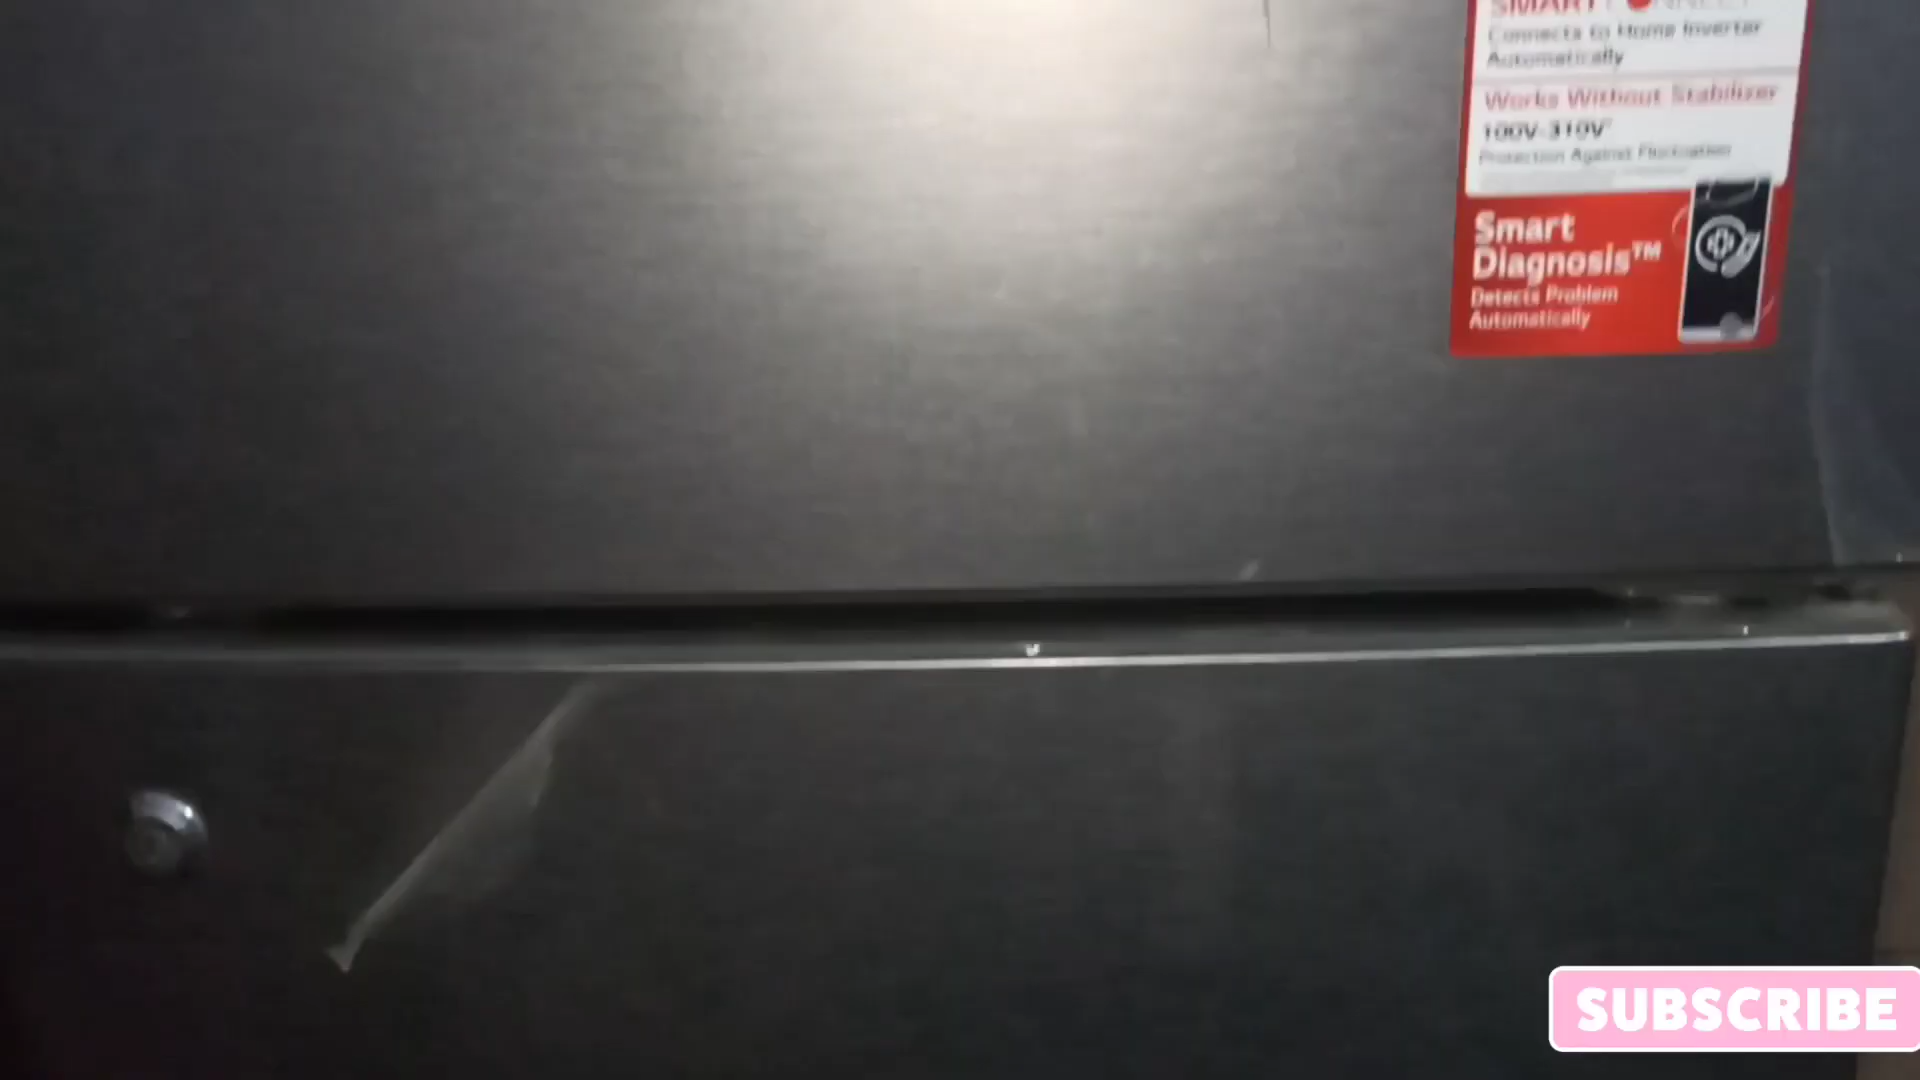 SMART
Connects to Home Inverter
Automatically
Works Without Stabilizer
100V-310V*
Protection Against Fluctuation
Smart
Diagnosis™
Detects Problem
Automatically
SUBSCRIBE